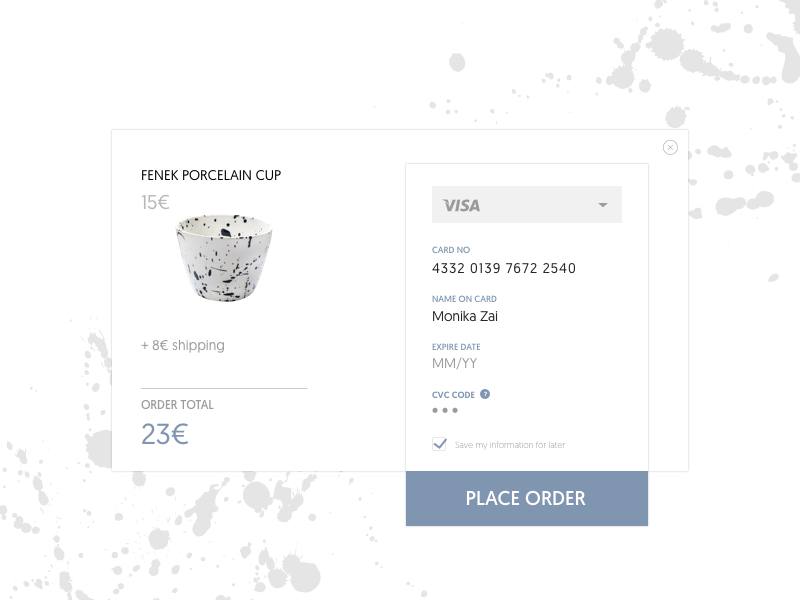 FENEK PORCELAIN CUP
15€
+ 8€ shipping
ORDER TOTAL
23€
VISA
CARD NO
4332 0139 7672 2540
NAME ON CARD
Monika Zai
EXPIRE DATE
MM/YY
CVC CODE ?
•••
Save my information for later
PLACE ORDER